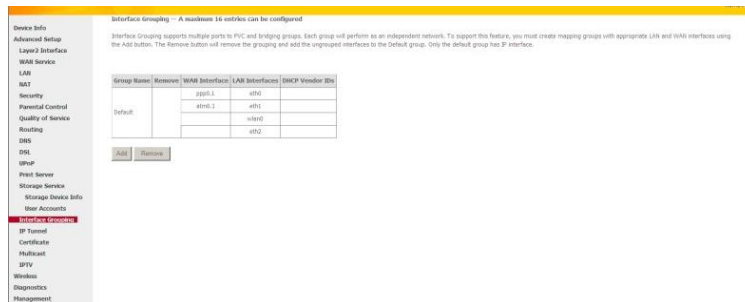 Device Info
Advanced Setup
Layer2 Interface
WAN Service
LAN
NAT
Security
Parental Control
Quality of Service
Routing
DNS
DSL
UPnP
Print Server
Storage Service
Storage Device Info
User Accounts
Interface Grouping
IP Tunnel
Certificate
Multicast
IPTV
Wireless
Diagnostics
Management
Interface Grouping -- A maximum 16 entries can be configured
Interface Grouping supports multiple ports to PVC and bridging groups. Each group will perform as an independent network. To support this feature, you must create mapping groups with appropriate LAN and WAN interfaces using
the Add button. The Remove button will remove the grouping and add the ungrouped interfaces to the Default group. Only the default group has IP interface.
Group Name Remove WAN Interface LAN Interfaces DHCP Vendor IDs
Default
ppp0.1 eth0
atm0.1 eth1
wlan0
eth2
Add Remove